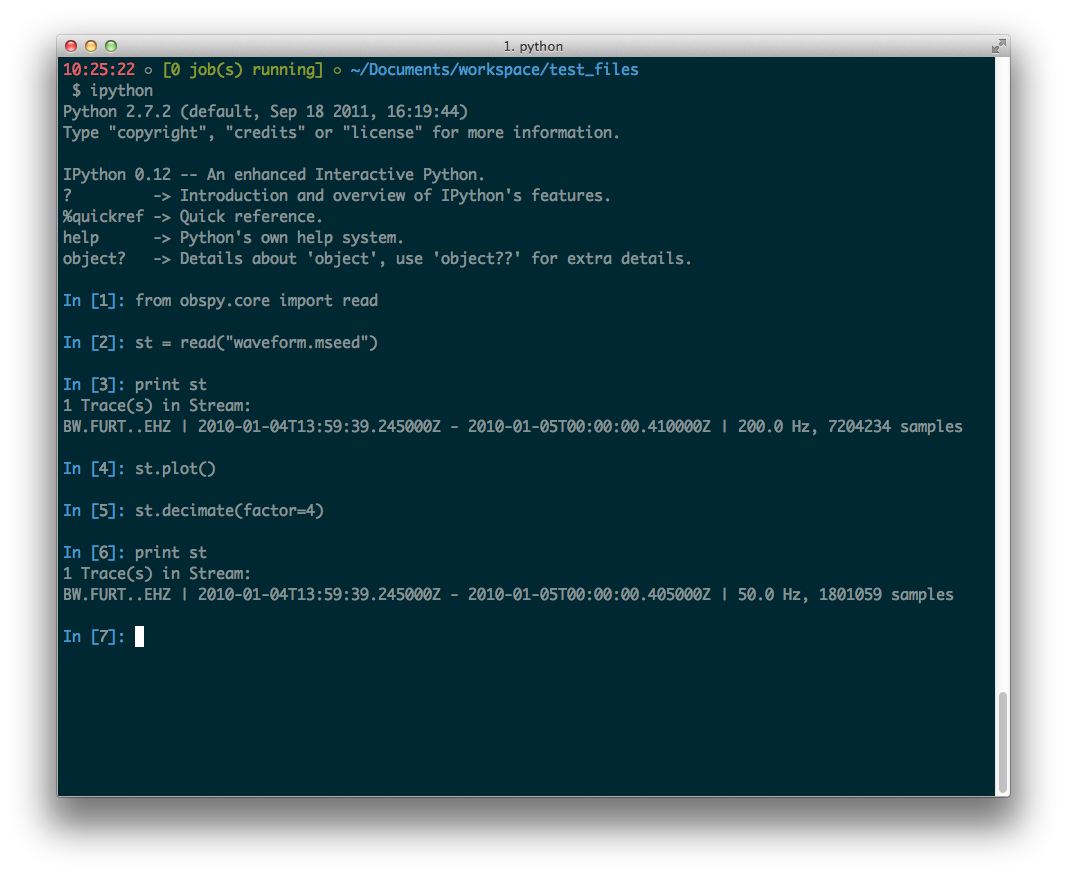 1. python
10:25:22 ○ [0 job(s) running] ○ ~/Documents/workspace/test_files
$ ipython
Python 2.7.2 (default, Sep 18 2011, 16:19:44)
Type "copyright", "credits" or "license" for more information.
IPython 0.12 -- An enhanced Interactive Python.
?         -> Introduction and overview of IPython's features.
%quickref -> Quick reference.
help      -> Python's own help system.
object?   -> Details about 'object', use 'object??' for extra details.
In [1]: from obspy.core import read
In [2]: st = read("waveform.mseed")
In [3]: print st
1 Trace(s) in Stream:
BW.FURT..EHZ | 2010-01-04T13:59:39.245000Z - 2010-01-05T00:00:00.410000Z | 200.0 Hz, 7204234 samples
In [4]: st.plot()
In [5]: st.decimate(factor=4)
In [6]: print st
1 Trace(s) in Stream:
BW.FURT..EHZ | 2010-01-04T13:59:39.245000Z - 2010-01-05T00:00:00.405000Z | 50.0 Hz, 1801059 samples
In [7]: